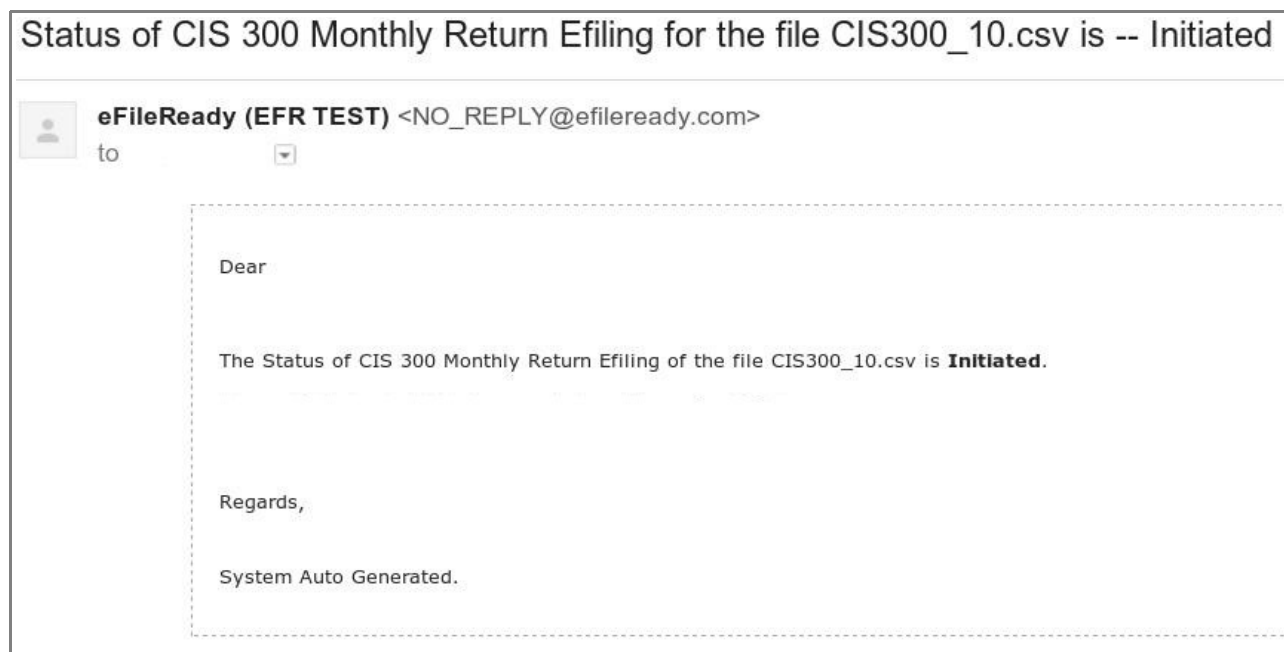 Status of CIS 300 Monthly Return Efiling for the file CIS300_10.csv is -- Initiated
eFileReady (EFR TEST) <NO_REPLY@efileready.com>
to
Dear
The Status of CIS 300 Monthly Return Efiling of the file CIS300_10.csv is Initiated.
Regards,
System Auto Generated.